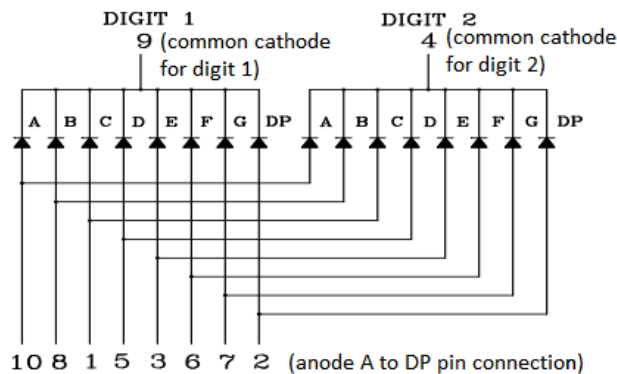 DIGIT 1
9 (common cathode
for digit 1)
DIGIT 2
4 (common cathode
for digit 2)
A B C D E F G DP
A B C D E F G DP
10 8 1 5 3 6 7 2 (anode A to DP pin connection)